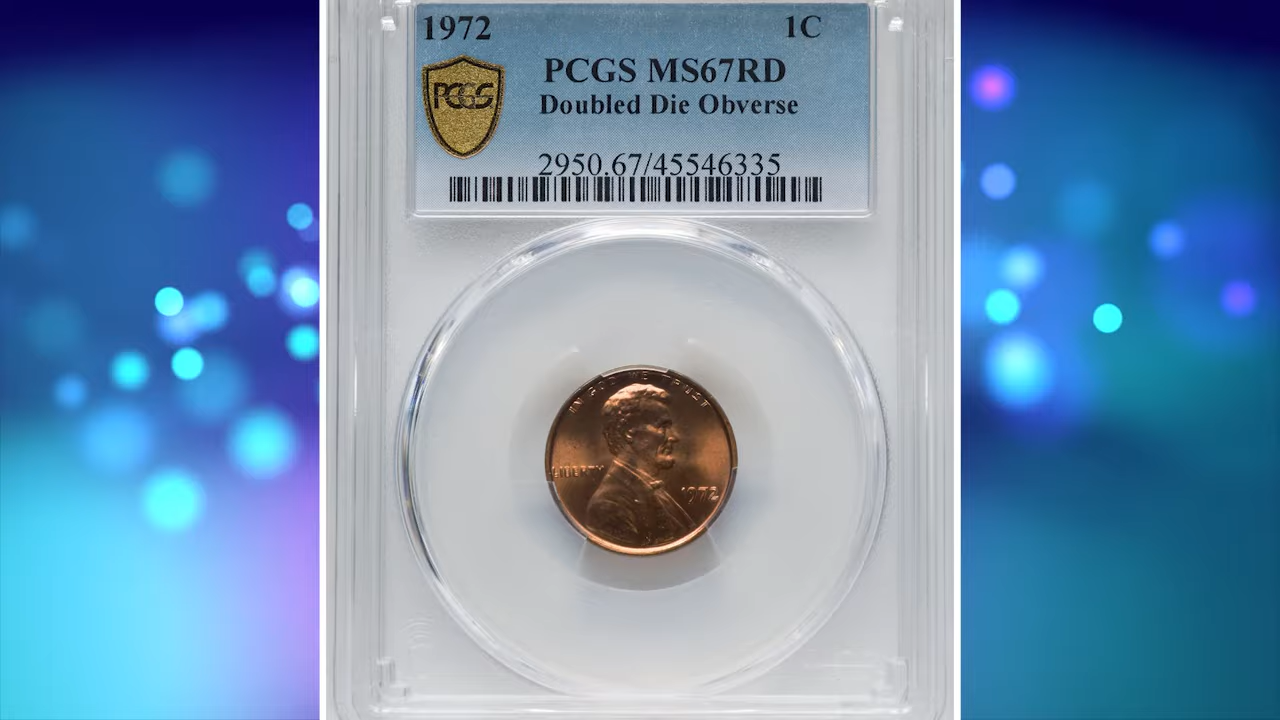 1972 1C
PCGS MS67RD
PCGS
Doubled Die Obverse
2950.67/45546335
IN GOD WE TRUST
LIBERTY
1972